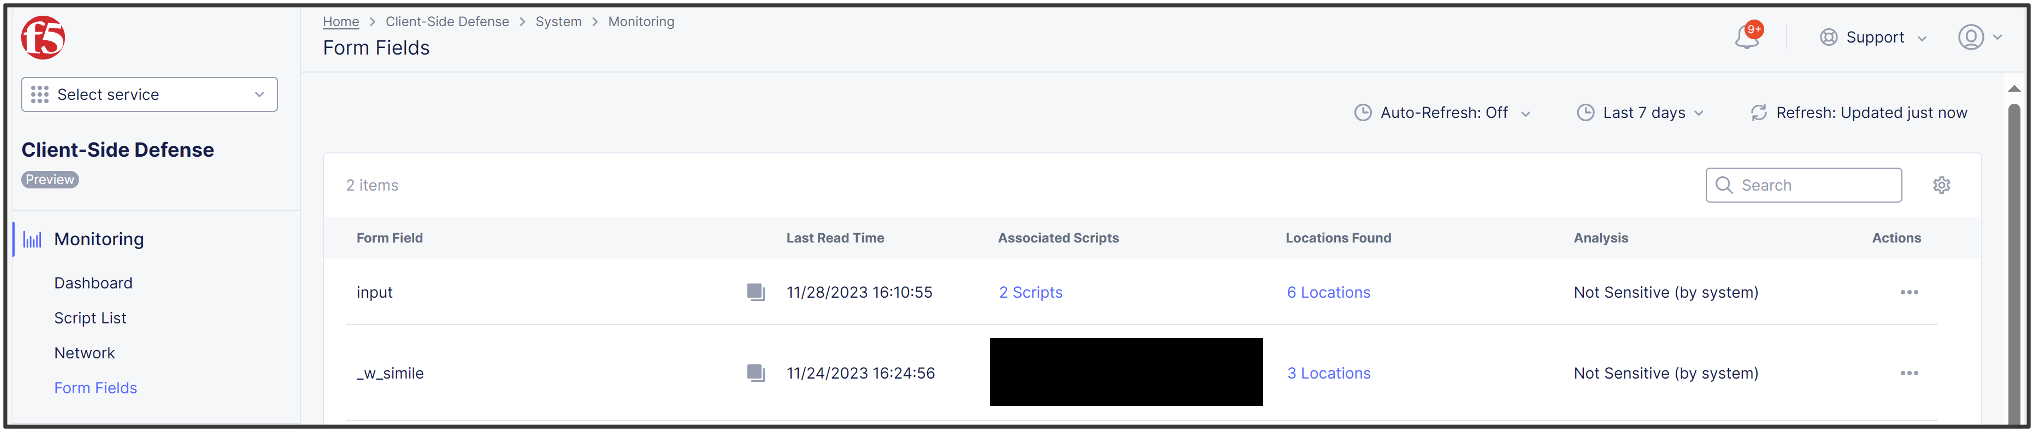 f5
Home > Client-Side Defense > System > Monitoring
Form Fields
9+
Support
Select service
Client-Side Defense
Preview
Monitoring
Dashboard
Script List
Network
Form Fields
Auto-Refresh: Off
Last 7 days
Refresh: Updated just now
2 items
Search
Form Field Last Read Time Associated Scripts Locations Found Analysis Actions
input 11/28/2023 16:10:55 2 Scripts 6 Locations Not Sensitive (by system)
_w_simile 11/24/2023 16:24:56 3 Locations Not Sensitive (by system)